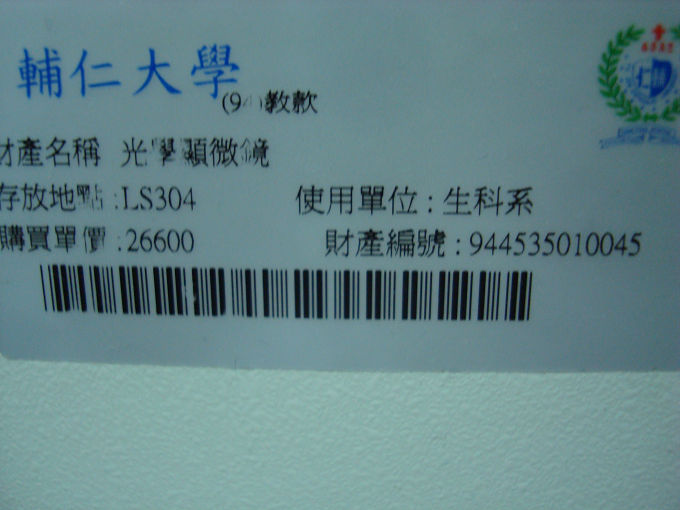 輔仁大學
(94)教款
財產名稱 光學顯微鏡
存放地點:LS304 使用單位:生科系
購買單價:26600 財產編號:944535010045